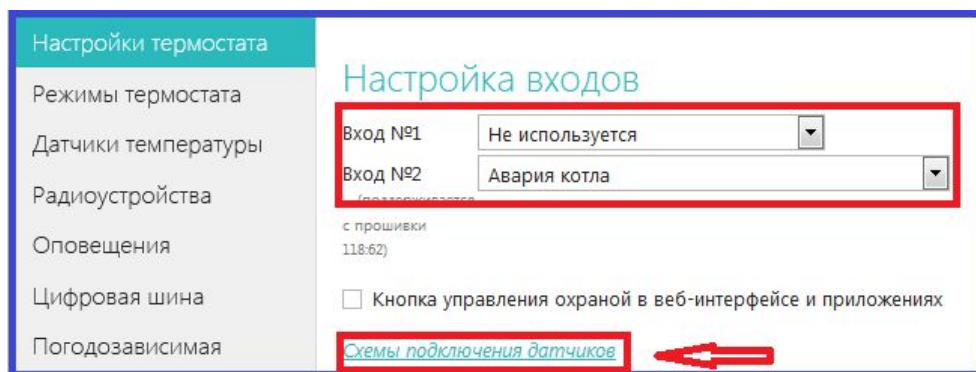 Настройки термостата
Режимы термостата
Датчики температуры
Радиоустройства
Оповещения
Цифровая шина
Погодозависимая
Настройка входов
Вход №1 Не используется
Вход №2 Авария котла
(поддерживается
с прошивки
118:62)
Кнопка управления охраной в веб-интерфейсе и приложениях
Схемы подключения датчиков